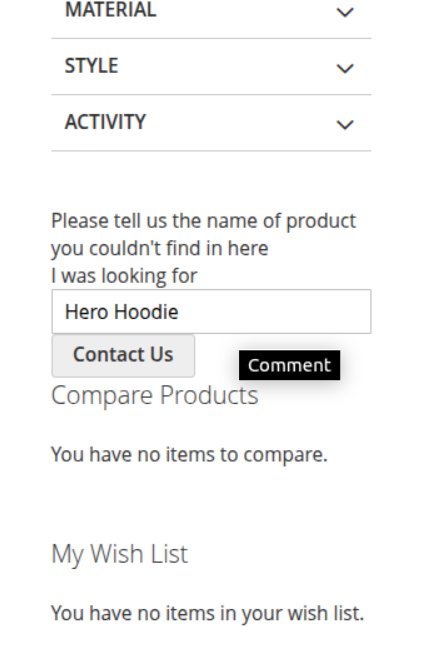 MATERIAL
STYLE
ACTIVITY
Please tell us the name of product
you couldn't find in here
I was looking for
Hero Hoodie
Contact Us
Comment
Compare Products
You have no items to compare.
My Wish List
You have no items in your wish list.